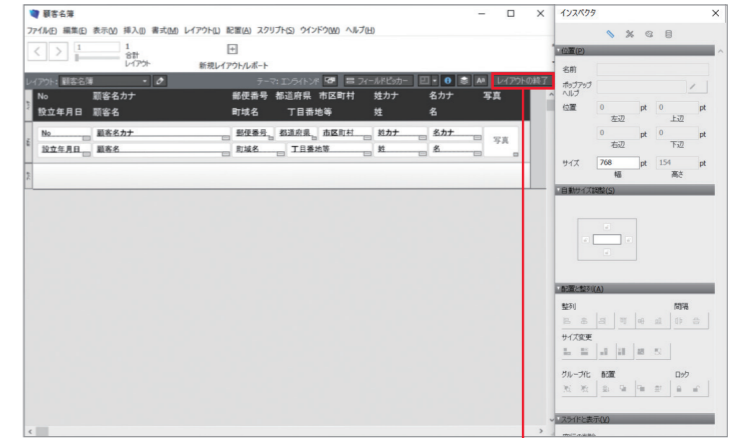 顧客名簿
ファイル(F) 編集(E) 表示(V) 挿入(I) 書式(M) レイアウト(L) 配置(A) スクリプト(S) ウインドウ(W) ヘルプ(H)
1
1
合計
レイアウト
新規レイアウト/レポート
レイアウト: 顧客名簿
テーマ: エンライトンド
フィールドピッカー
レイアウトの終了
No 顧客名カナ 郵便番号 都道府県 市区町村 姓カナ 名カナ 写真
設立年月日 顧客名 町域名 丁目番地等 姓 名
No 顧客名カナ 郵便番号 都道府県 市区町村 姓カナ 名カナ
写真
設立年月日 顧客名 町域名 丁目番地等 姓 名
インスペクタ
位置(P)
名前
ポップアップ
ヘルプ
位置 0 pt 0 pt
左辺 上辺
0 pt 0 pt
右辺 下辺
サイズ 768 pt 154 pt
幅 高さ
自動サイズ調整(S)
配置と整列(A)
整列 間隔
サイズ変更
グループ化 配置 ロック
スライドと表示(V)